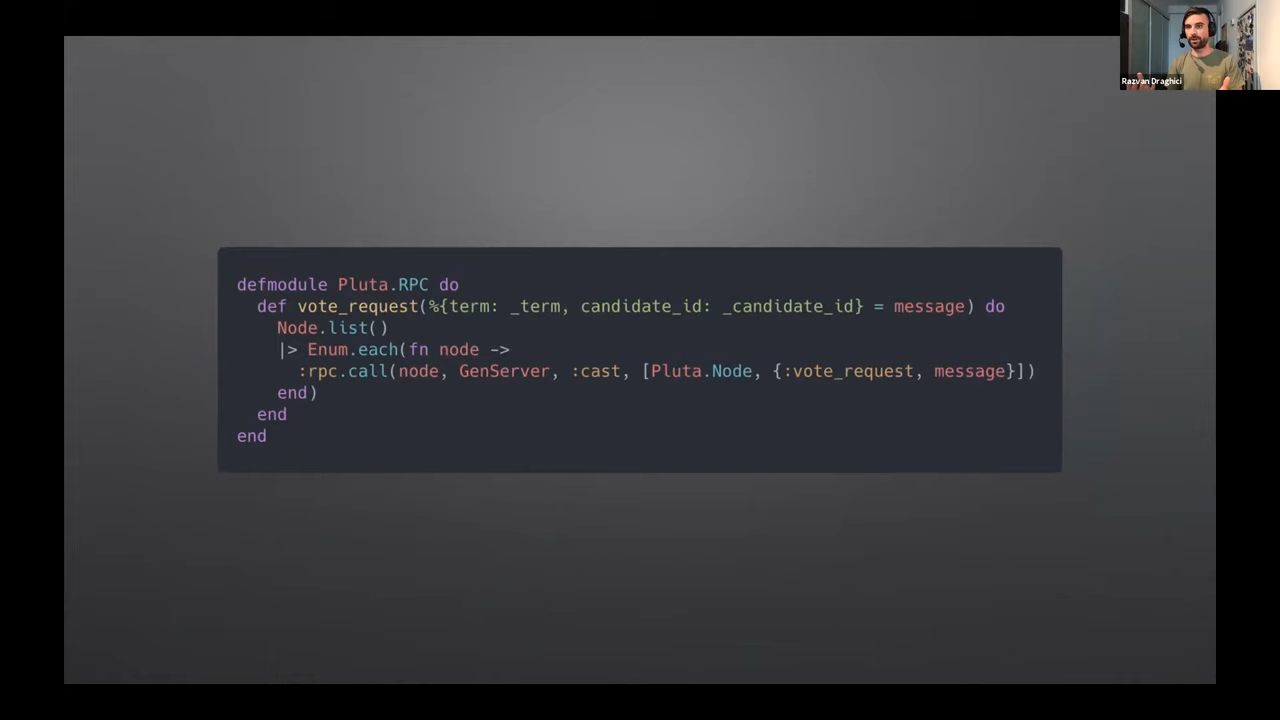 Razvan Draghici
defmodule Pluta.RPC do
  def vote_request(%{term: _term, candidate_id: _candidate_id} = message) do
    Node.list()
    |> Enum.each(fn node ->
      :rpc.call(node, GenServer, :cast, [Pluta.Node, {:vote_request, message}])
    end)
  end
end